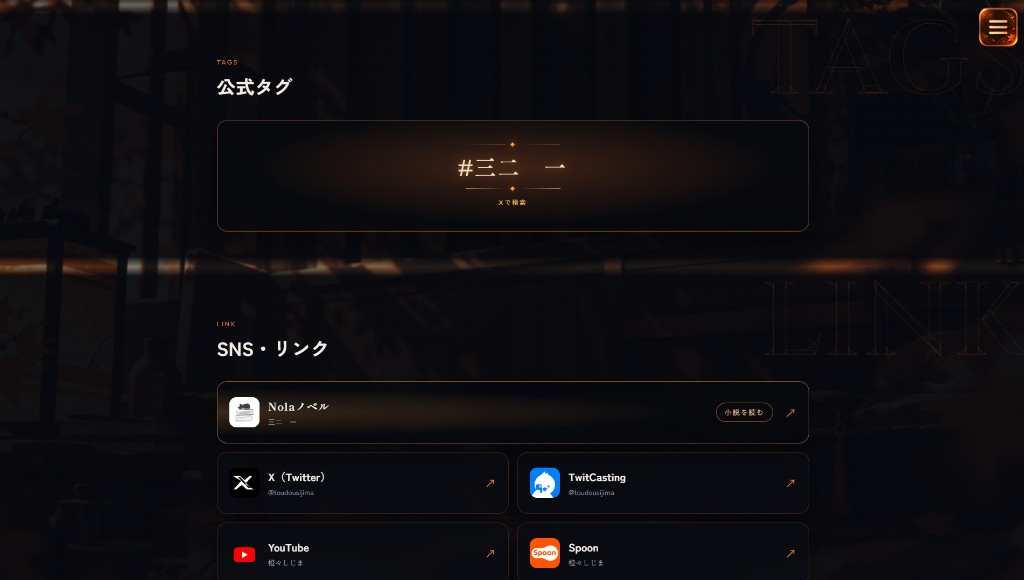 TAGS
TAGS
公式タグ
#三二　一
Xで検索
LINK
LINK
SNS・リンク
Nolaノベル
三二　一
小説を読む
X（Twitter）
@toudousijima
TwitCasting
@toudousijima
YouTube
橙々しじま
Spoon
Spoon
橙々しじま